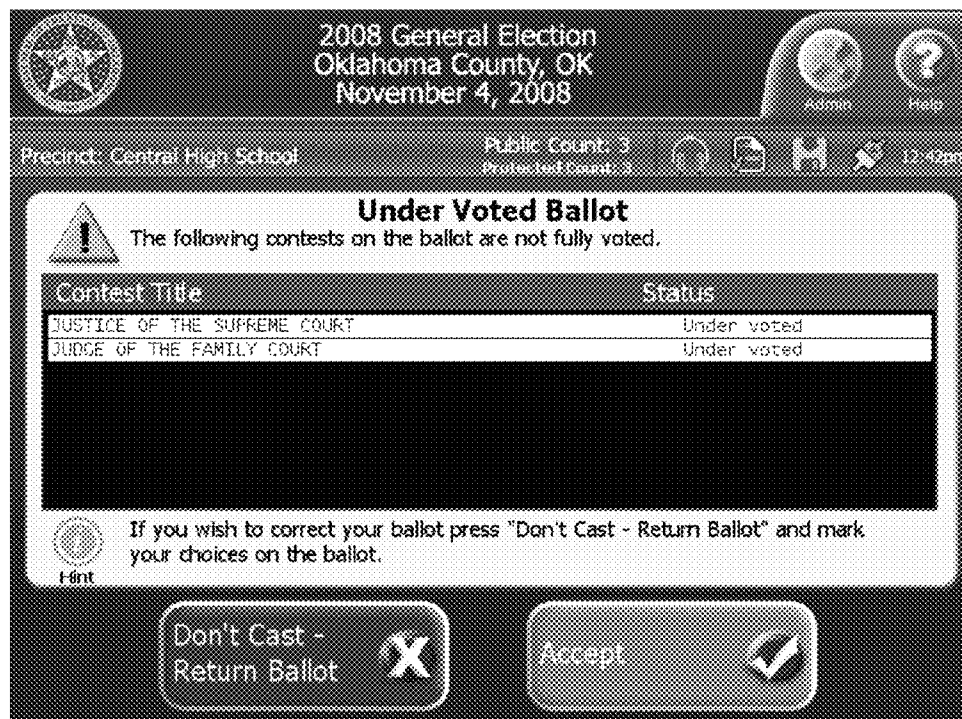 2008 General Election
Oklahoma County, OK
November 4, 2008
Admin
Help
Precinct: Central High School
Public Count: 3
Protected Count: 3
12:42pm
Under Voted Ballot
The following contests on the ballot are not fully voted.
Contest Title
Status
JUSTICE OF THE SUPREME COURT
Under voted
JUDGE OF THE FAMILY COURT
Under voted
If you wish to correct your ballot press "Don't Cast - Return Ballot" and mark
your choices on the ballot.
Hint
Don't Cast -
Return Ballot
Accept